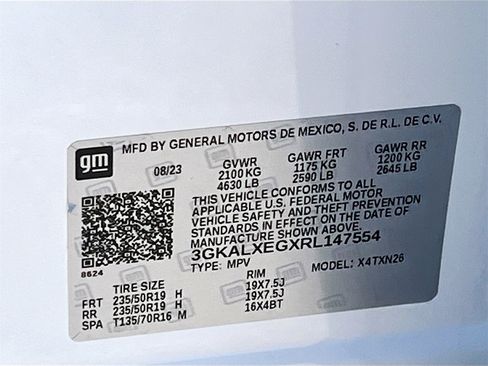 gm
MFD BY GENERAL MOTORS DE MEXICO, S. DE R.L. DE C.V.
08/23 GVWR GAWR FRT GAWR RR
2100 KG 1175 KG 1200 KG
4630 LB 2590 LB 2645 LB
THIS VEHICLE CONFORMS TO ALL
APPLICABLE U.S. FEDERAL MOTOR
VEHICLE SAFETY AND THEFT PREVENTION
STANDARDS IN EFFECT ON THE DATE OF
MANUFACTURE SHOWN ABOVE.
3GKALXEGXRL147554
8624
TYPE: MPV MODEL: X4TXN26
TIRE SIZE RIM
FRT 235/50R19 H 19X7.5J
RR 235/50R19 H 19X7.5J
SPA T135/70R16 M 16X4BT